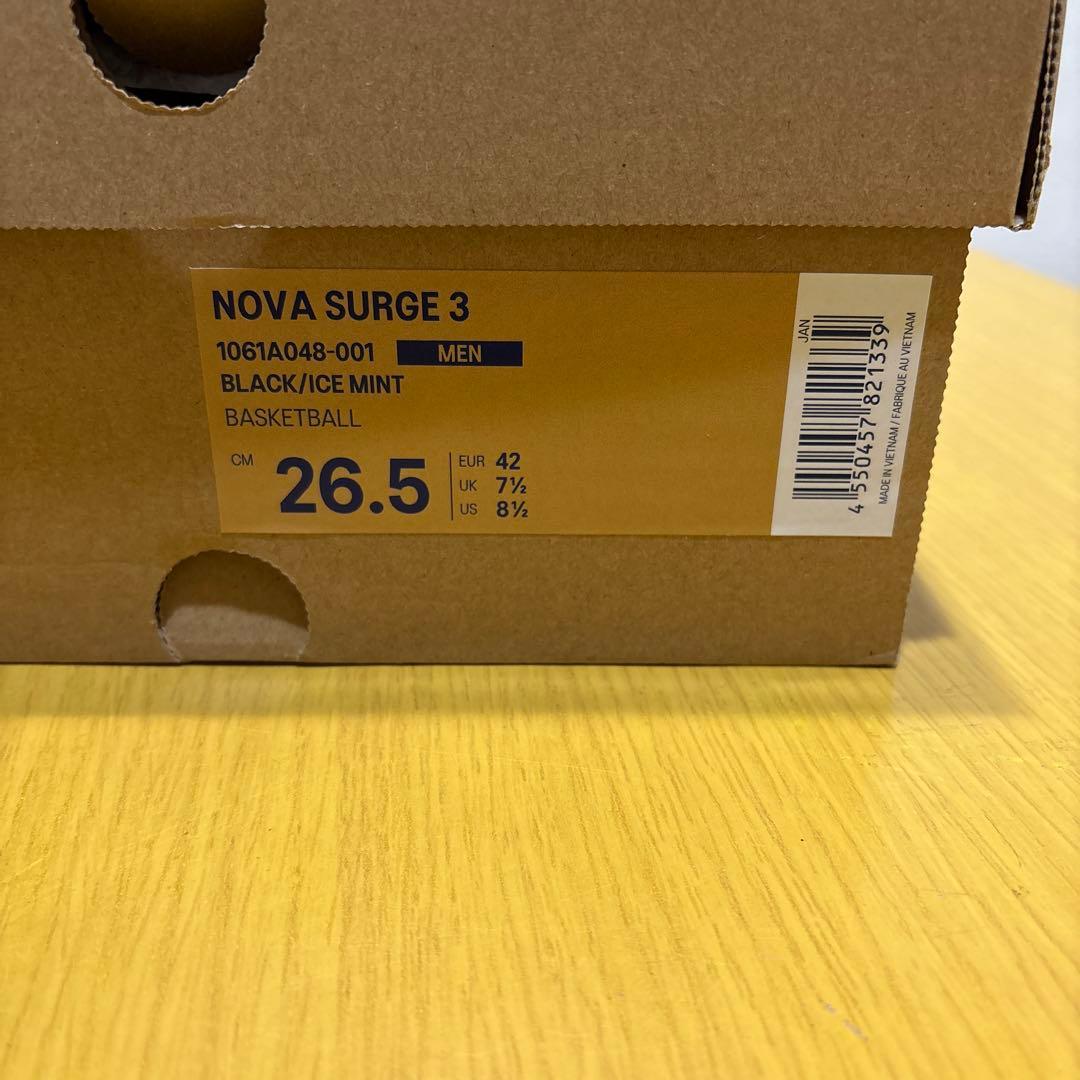 NOVA SURGE 3
1061A048-001 MEN
BLACK/ICE MINT
BASKETBALL
CM 26.5
EUR 42
UK 7½
US 8½
JAN
4 550457 821339
MADE IN VIETNAM / FABRIQUE AU VIETNAM